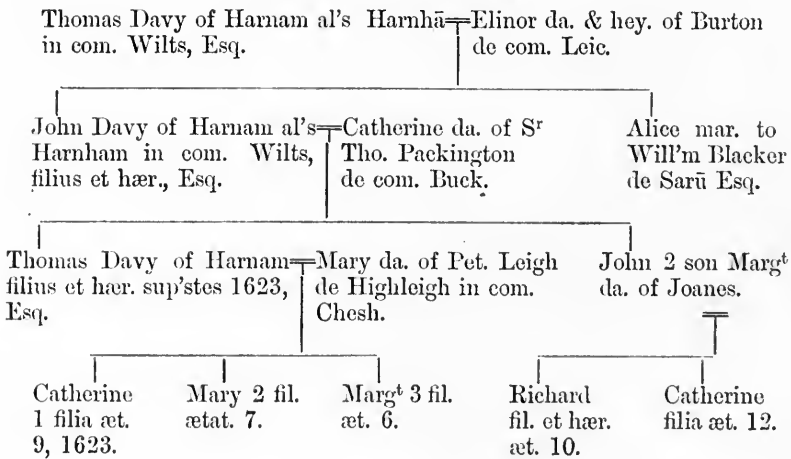 Thomas Davy of Harnam al's Harnhā
in com. Wilts, Esq.
Elinor da. & hey. of Burton
de com. Leic.
John Davy of Harnam al's
Harnham in com. Wilts,
filius et hær., Esq.
Catherine da. of Sʳ
Tho. Packington
de com. Buck.
Alice mar. to
Will'm Blacker
de Sarū Esq.
Thomas Davy of Harnam
filius et hær. sup'stes 1623,
Esq.
Mary da. of Pet. Leigh
de Highleigh in com.
Chesh.
John 2 son Margᵗ
da. of Joanes.
Catherine
1 filia æt.
9, 1623.
Mary 2 fil.
ætat. 7.
Margᵗ 3 fil.
æt. 6.
Richard
fil. et hær.
æt. 10.
Catherine
filia æt. 12.